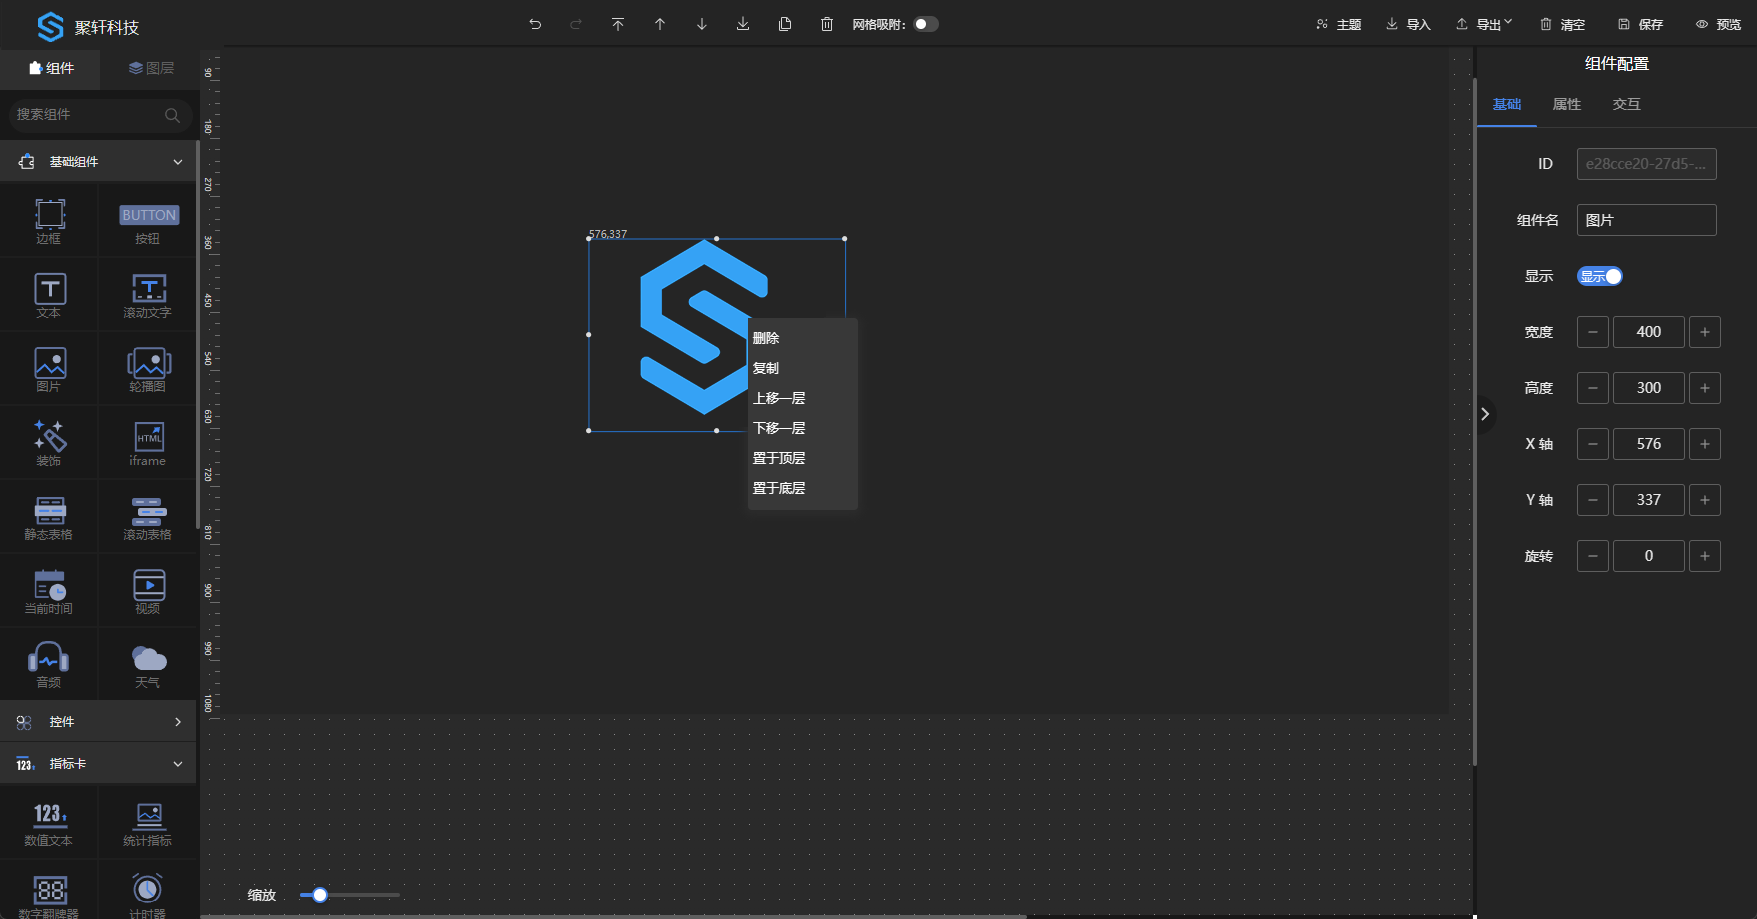 聚轩科技
网格吸附:
主题
导入
导出
清空
保存
预览
组件
图层
搜索组件
基础组件
边框
BUTTON
按钮
文本
滚动文字
图片
轮播图
装饰
HTML
iframe
静态表格
滚动表格
当前时间
视频
音频
天气
控件
123
指标卡
123
数值文本
统计指标
88
数字翻牌器
计时器
90
180
270
360
450
540
630
720
810
900
990
1080
576,337
删除
复制
上移一层
下移一层
置于顶层
置于底层
缩放
组件配置
基础
属性
交互
ID
e28cce20-27d5-...
组件名
图片
显示
显示
宽度
400
高度
300
X 轴
576
Y 轴
337
旋转
0